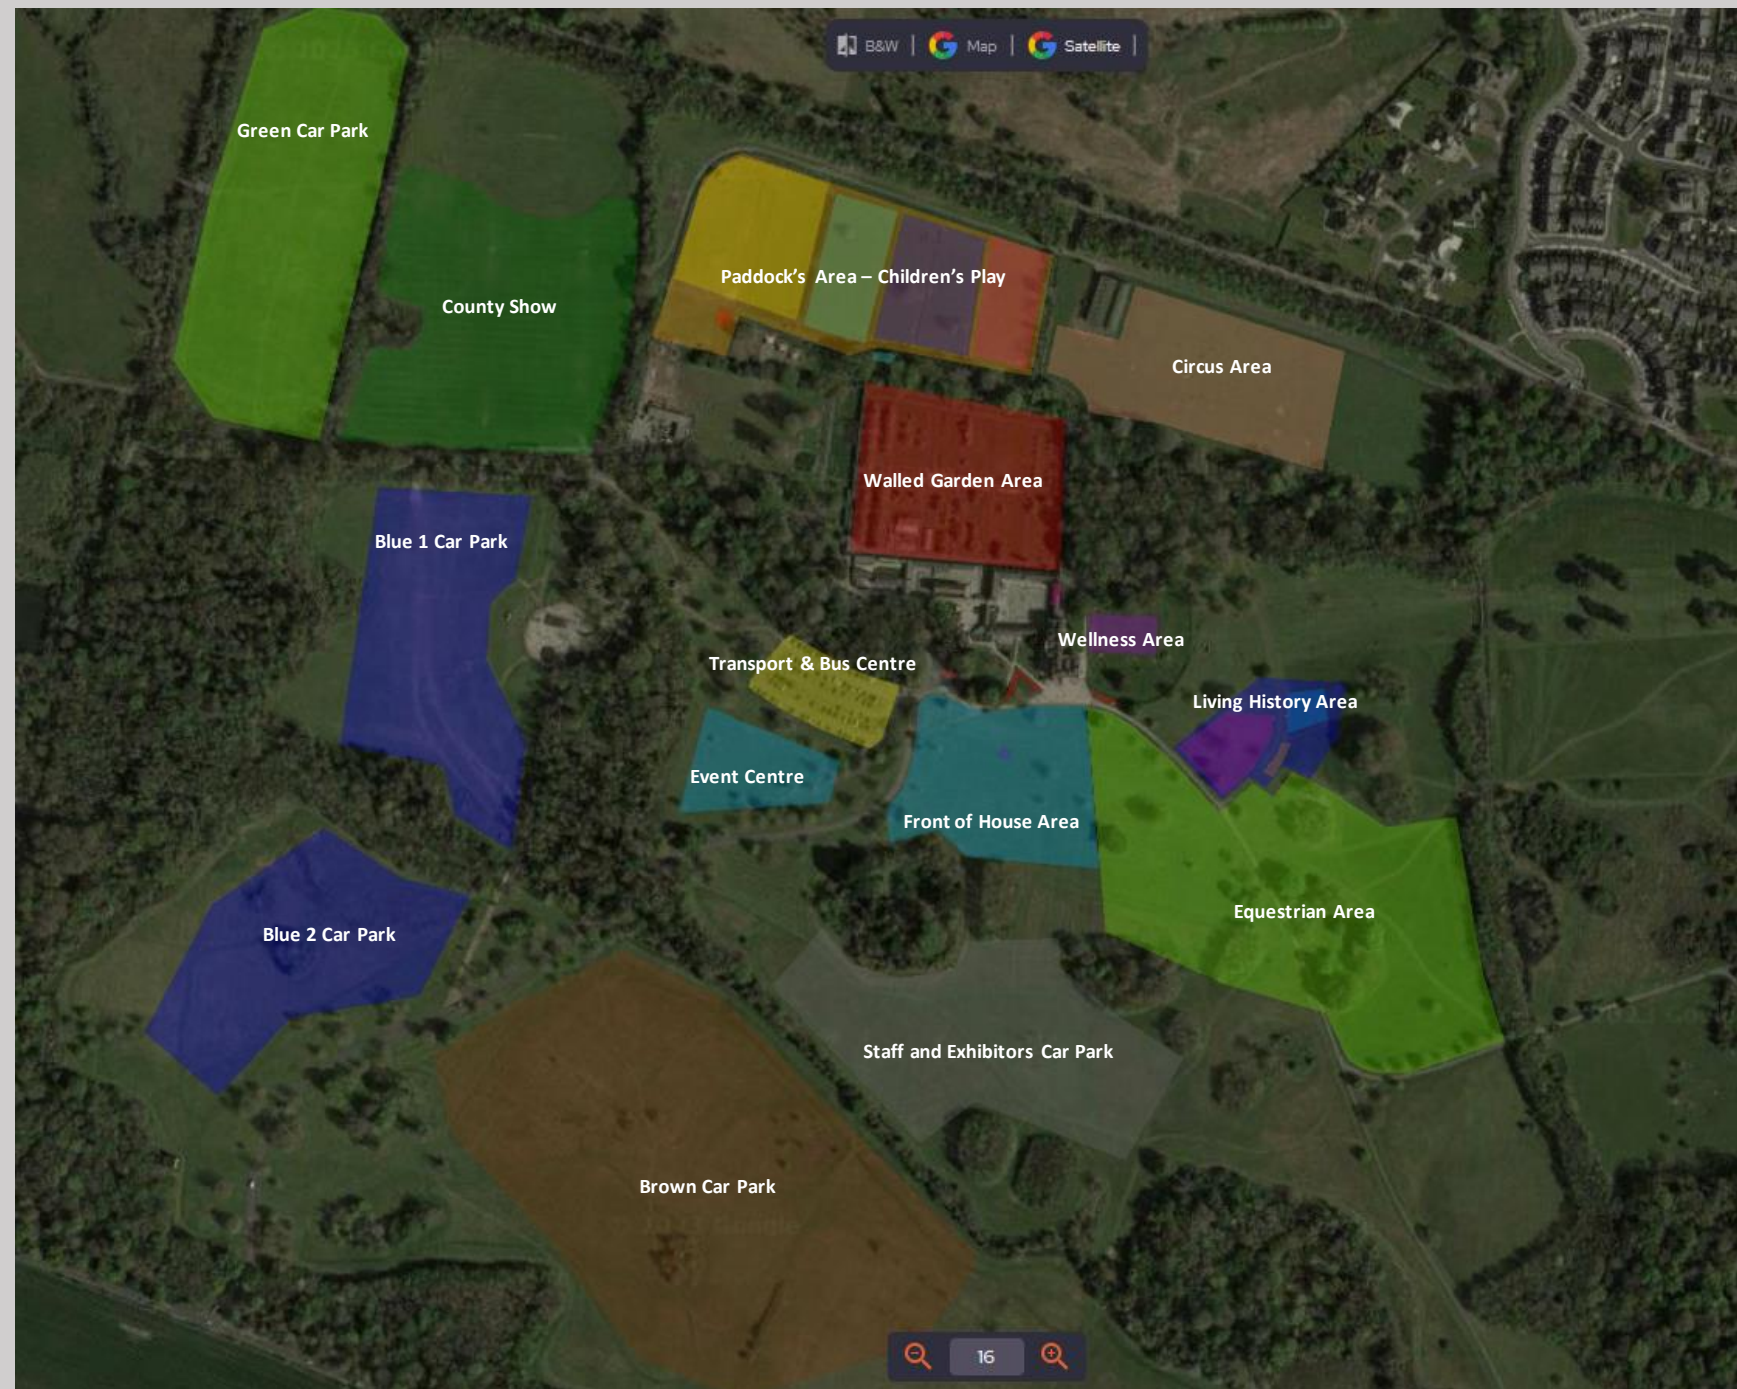 B&W | Map | Satellite |
Green Car Park
Paddock's Area – Children's Play
County Show
Circus Area
Walled Garden Area
Blue 1 Car Park
Wellness Area
Transport & Bus Centre
Living History Area
Event Centre
Front of House Area
Equestrian Area
Blue 2 Car Park
Staff and Exhibitors Car Park
Brown Car Park
Google
16